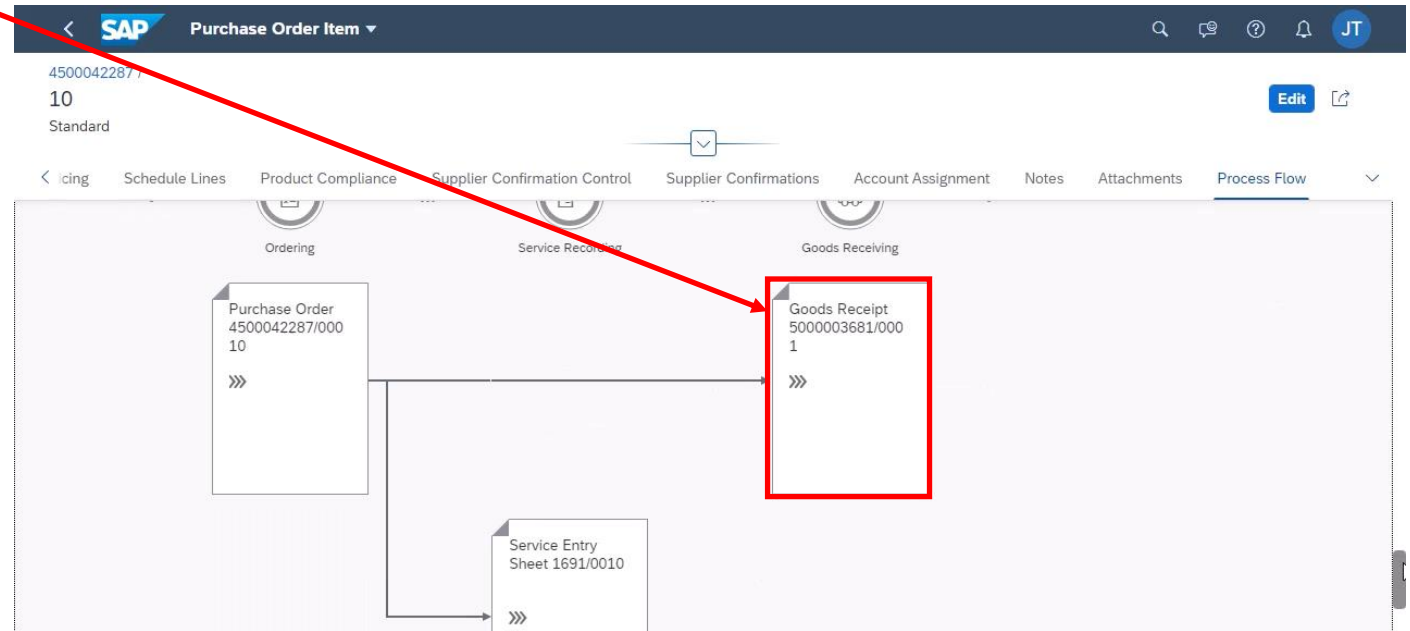 SAP Purchase Order Item
JT
4500042287 /
10
Standard
Edit
icing Schedule Lines Product Compliance Supplier Confirmation Control Supplier Confirmations Account Assignment Notes Attachments Process Flow
Ordering Service Recording Goods Receiving
Purchase Order
4500042287/000
10
Goods Receipt
5000003681/000
1
Service Entry
Sheet 1691/0010